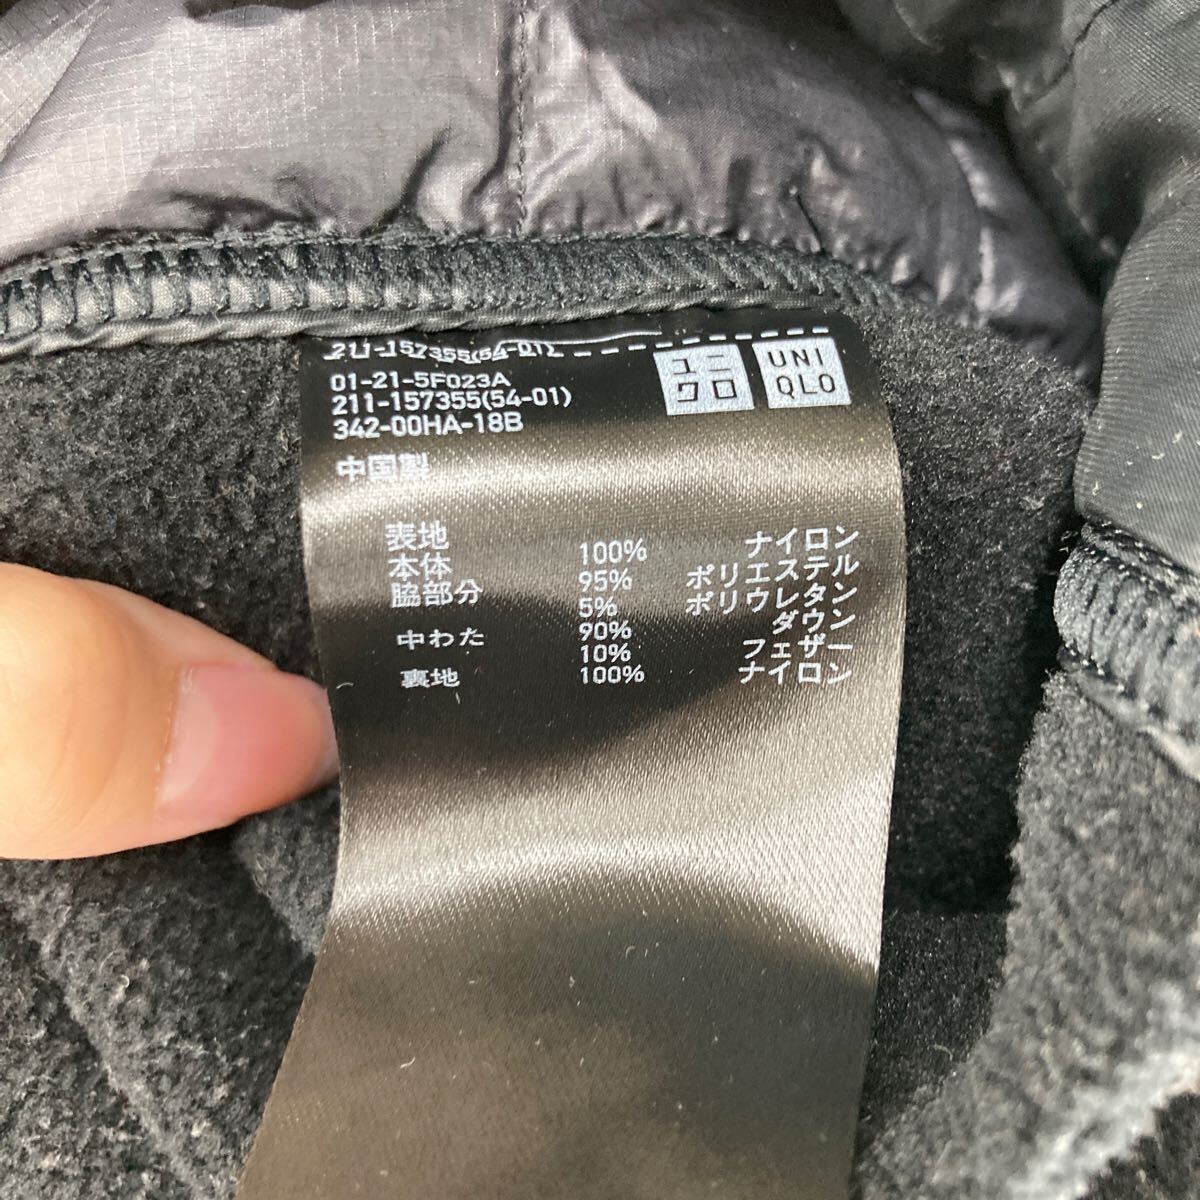 211-157355(54-01)
ユニ
クロ
UNI
QLO
01-21-5F023A
211-157355(54-01)
342-00HA-18B
中国製
表地
本体 100% ナイロン
脇部分 95% ポリエステル
5% ポリウレタン
中わた 90% ダウン
10% フェザー
裏地 100% ナイロン